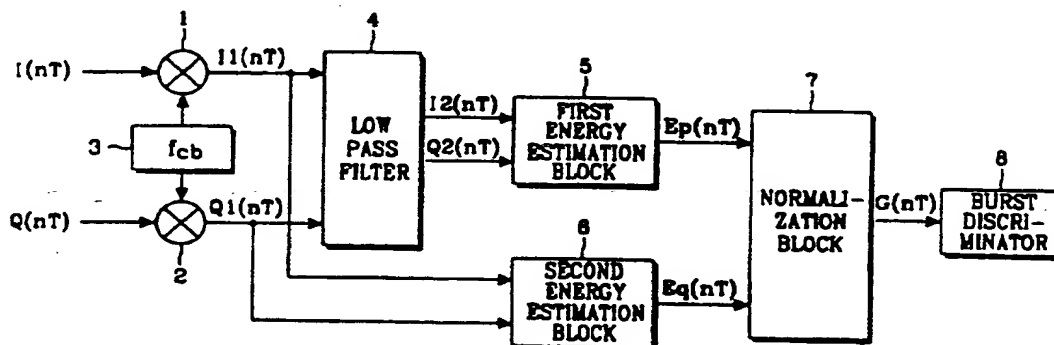 1
I(nT)
I1(nT)
3
fcb
Q(nT)
Q1(nT)
2
4
LOW
PASS
FILTER
I2(nT)
Q2(nT)
5
FIRST
ENERGY
ESTIMATION
BLOCK
Ep(nT)
6
SECOND
ENERGY
ESTIMATION
BLOCK
Eq(nT)
7
NORMALI-
ZATION
BLOCK
G(nT)
8
BURST
DISCRI-
MINATOR